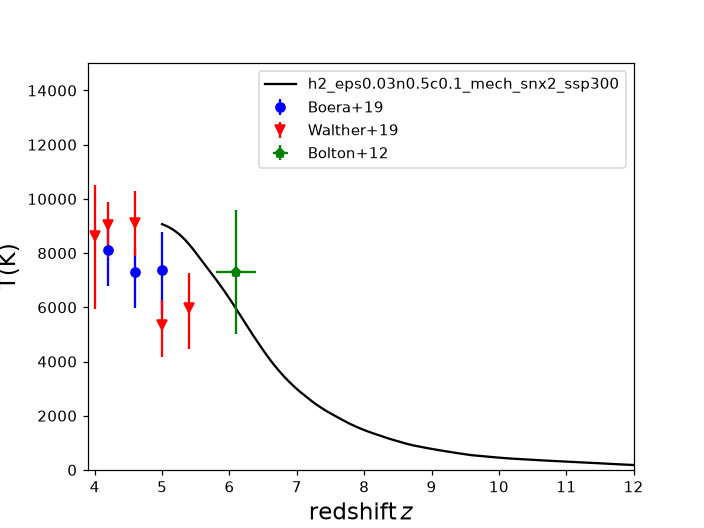 h2_eps0.03n0.5c0.1_mech_snx2_ssp300
Boera+19
Walther+19
Bolton+12
14000
12000
10000
8000
6000
4000
2000
0
T(K)
4 5 6 7 8 9 10 11 12
redshift z